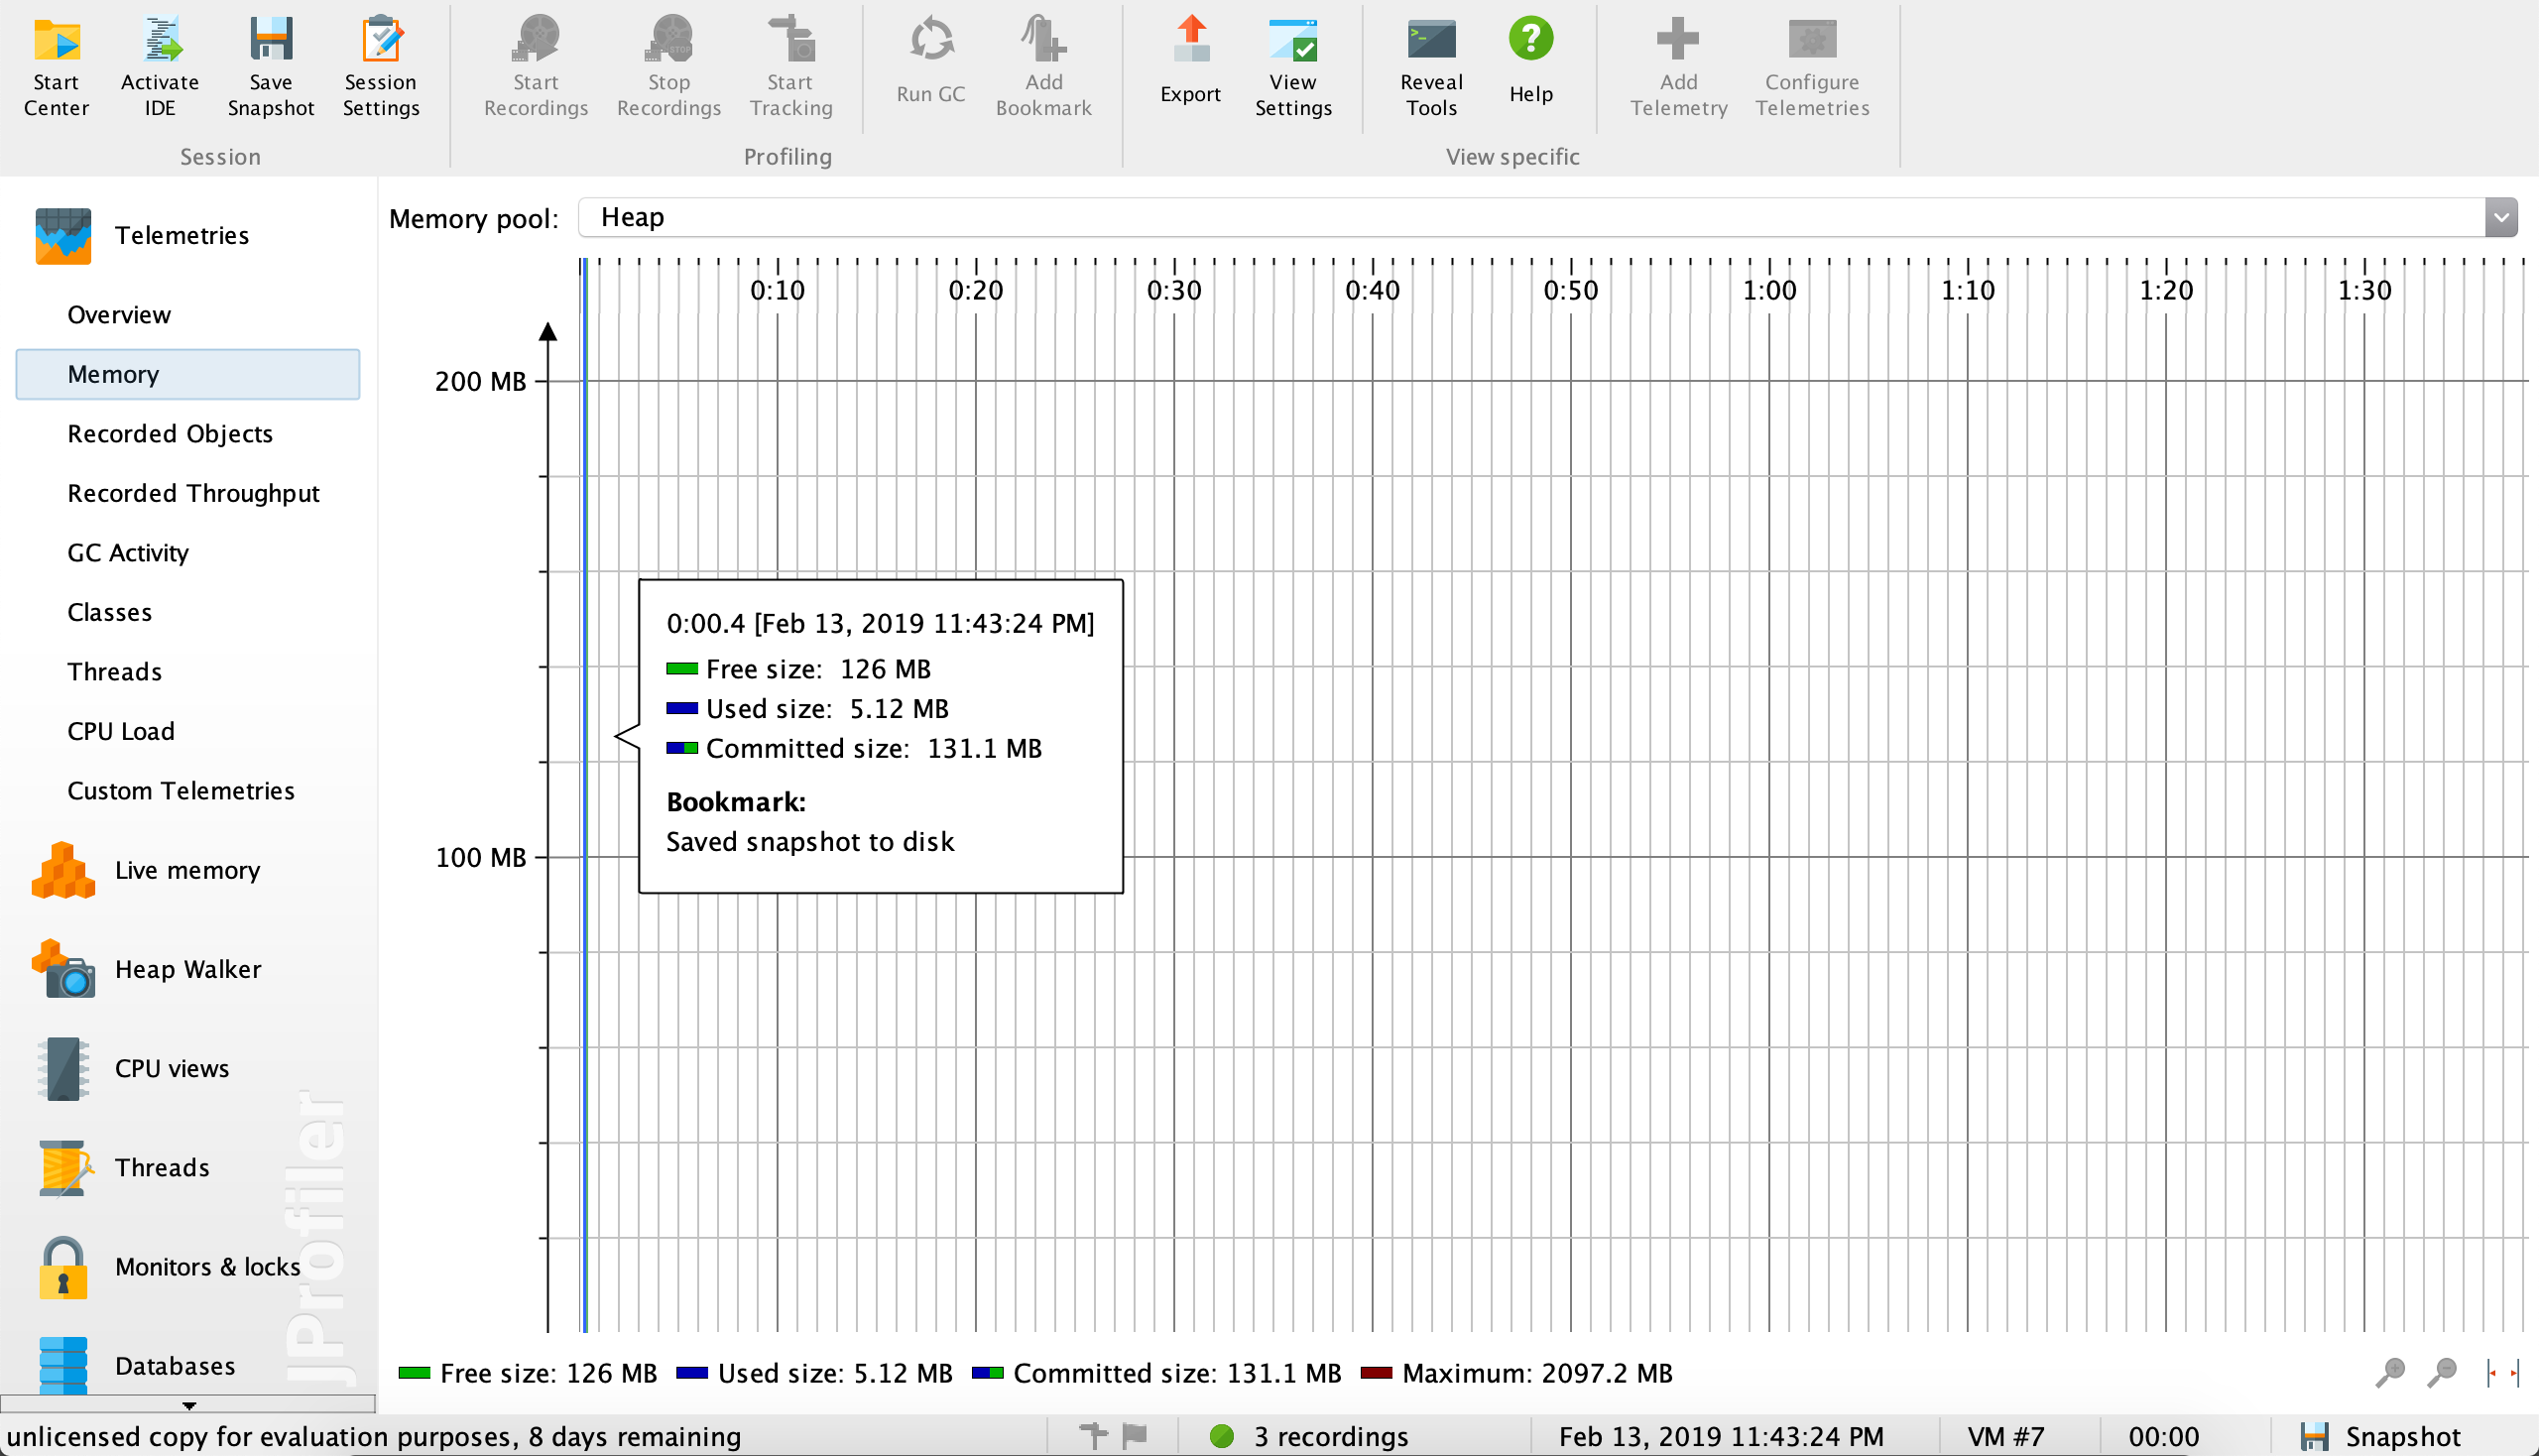 Start Center
Activate IDE
Save Snapshot
Session Settings
Start Recordings
Stop Recordings
Start Tracking
Run GC
Add Bookmark
Export
View Settings
Reveal Tools
Help
Add Telemetry
Configure Telemetries
Session
Profiling
View specific
Telemetries
Overview
Memory
Recorded Objects
Recorded Throughput
GC Activity
Classes
Threads
CPU Load
Custom Telemetries
Live memory
Heap Walker
CPU views
Threads
Monitors & locks
Databases
JProfiler
Memory pool: Heap
0:10 0:20 0:30 0:40 0:50 1:00 1:10 1:20 1:30
200 MB
100 MB
0:00.4 [Feb 13, 2019 11:43:24 PM]
Free size: 126 MB
Used size: 5.12 MB
Committed size: 131.1 MB
Bookmark:
Saved snapshot to disk
Free size: 126 MB Used size: 5.12 MB Committed size: 131.1 MB Maximum: 2097.2 MB
unlicensed copy for evaluation purposes, 8 days remaining 3 recordings Feb 13, 2019 11:43:24 PM VM #7 00:00 Snapshot